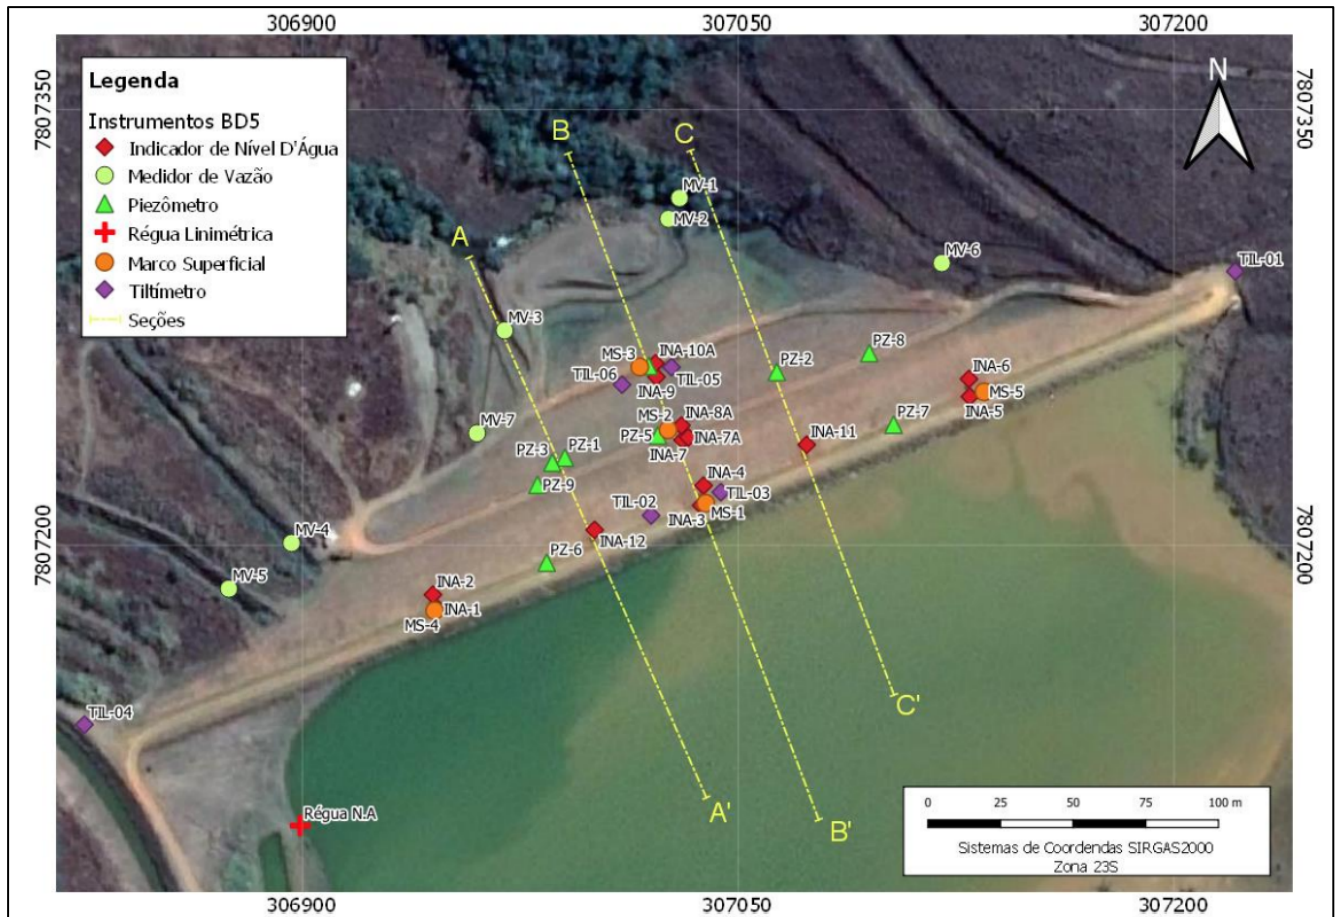 306900
307050
307200
7807350
7807350
Legenda
Instrumentos BD5
Indicador de Nível D'Água
Medidor de Vazão
Piezômetro
Régua Linimétrica
Marco Superficial
Tiltímetro
Seções
N
B
C
A
MV-1
MV-2
MV-6
TIL-01
MV-3
MS-3
INA-10A
PZ-8
PZ-2
TIL-06
TIL-05
INA-9
INA-6
MS-5
INA-5
MS-2
INA-8A
PZ-7
MV-7
PZ-5
INA-7A
INA-7
INA-11
PZ-3
PZ-1
PZ-9
INA-4
TIL-03
TIL-02
INA-3
MS-1
MV-4
INA-12
7807200
7807200
PZ-6
MV-5
INA-2
INA-1
MS-4
C'
TIL-04
A'
B'
Régua N.A
0 25 50 75 100 m
Sistemas de Coordendas SIRGAS2000
Zona 23S
306900
307050
307200